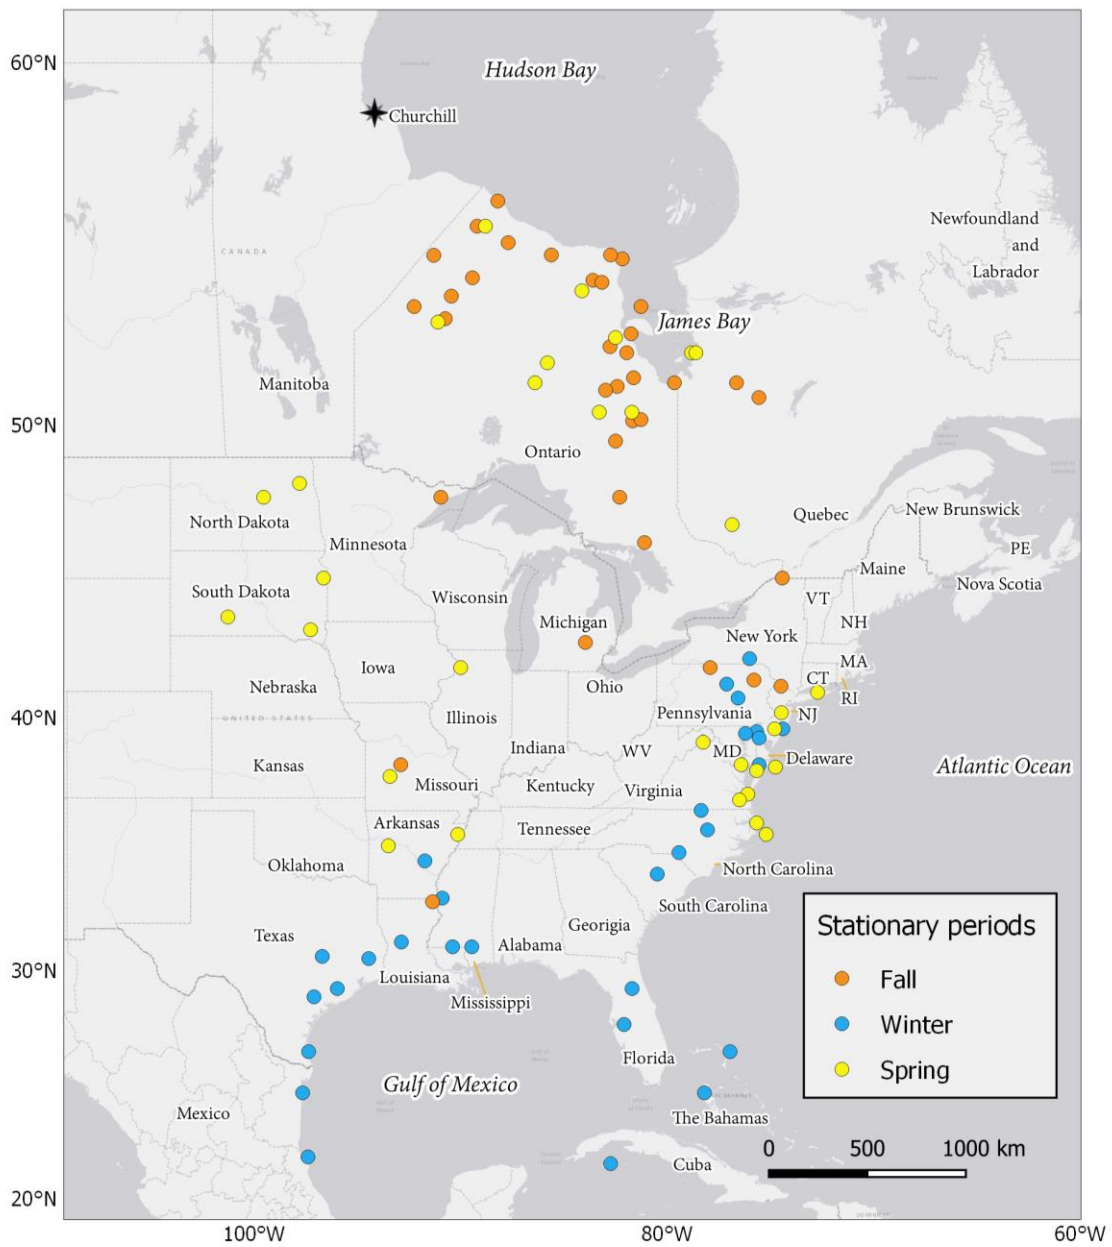 60°N
Hudson Bay
Churchill
Newfoundland
and
Labrador
CANADA
James Bay
Manitoba
50°N
Ontario
Quebec
New Brunswick
North Dakota
Minnesota
PE
Maine
Nova Scotia
South Dakota
Wisconsin
VT
Michigan
NH
New York
MA
Iowa
CT
Ohio
RI
Nebraska
40°N
UNITED STATES
Illinois
Pennsylvania
NJ
Indiana
WV
MD
Delaware
Kansas
Missouri
Kentucky
Virginia
Atlantic Ocean
Arkansas
Tennessee
Oklahoma
North Carolina
South Carolina
Georigia
Texas
Alabama
30°N
Louisiana
Mississippi
Florida
Gulf of Mexico
Mexico
The Bahamas
Cuba
20°N
Stationary periods
Fall
Winter
Spring
0 500 1000 km
100°W 80°W 60°W